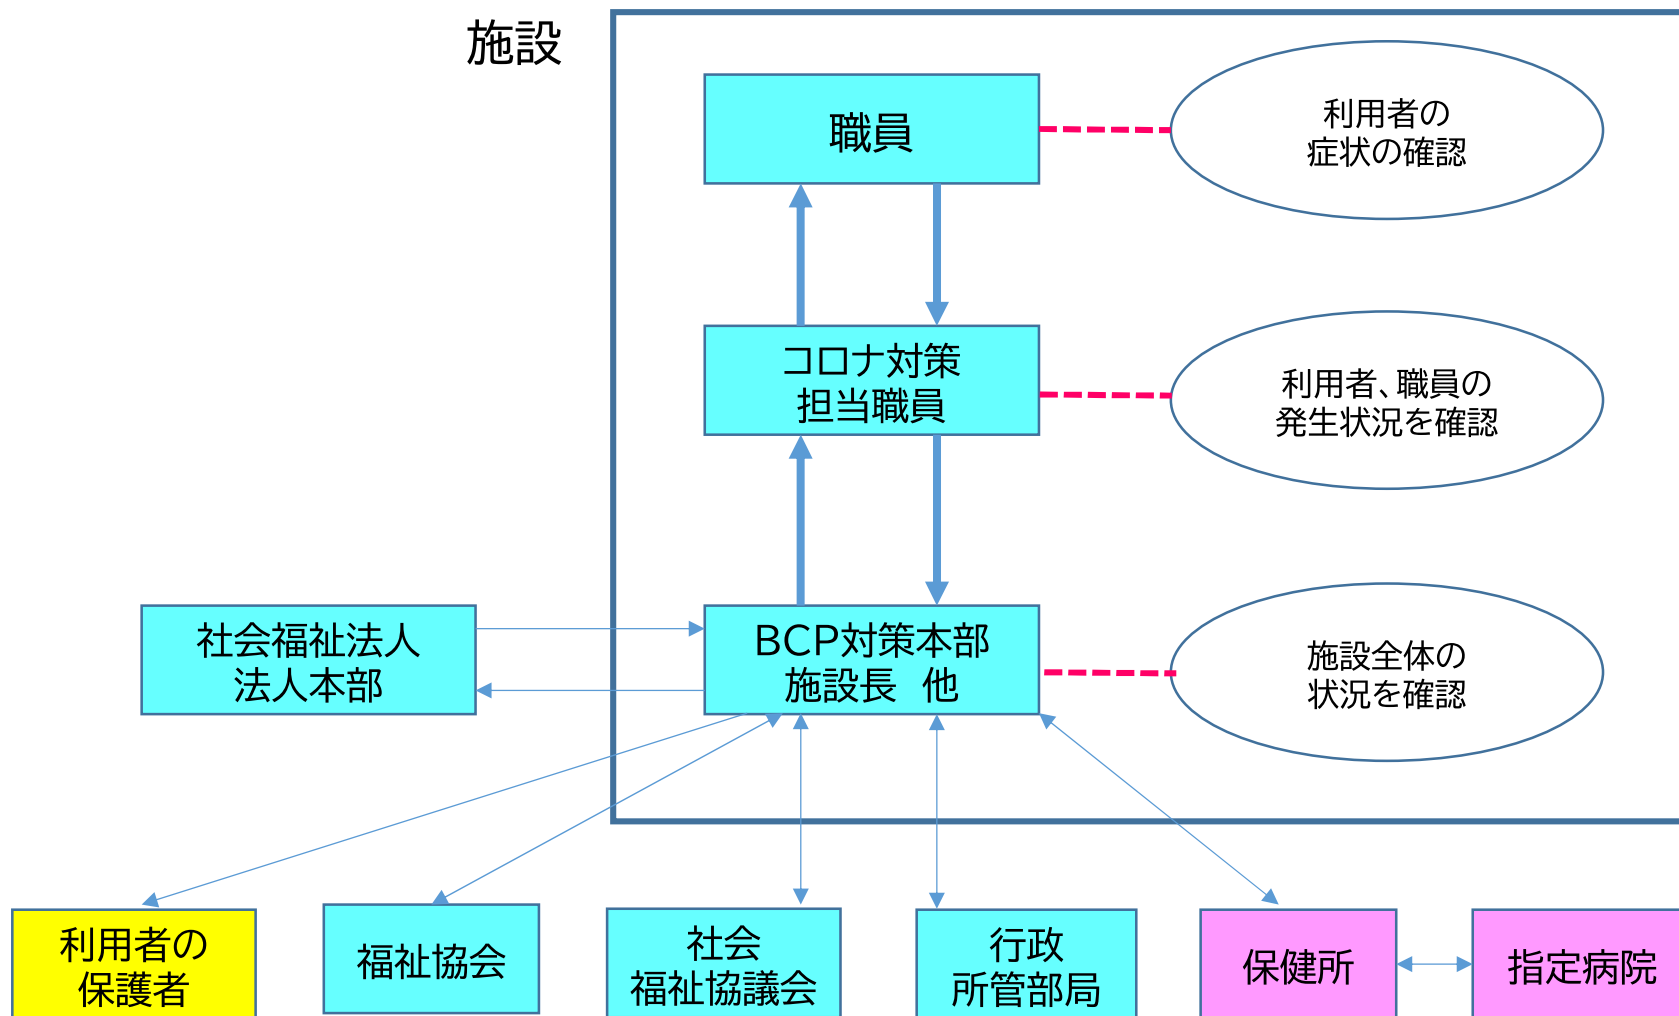 施設
職員
利用者の
症状の確認
コロナ対策
担当職員
利用者、職員の
発生状況を確認
社会福祉法人
法人本部
BCP対策本部
施設長 他
施設全体の
状況を確認
利用者の
保護者
福祉協会
社会
福祉協議会
行政
所管部局
保健所
指定病院